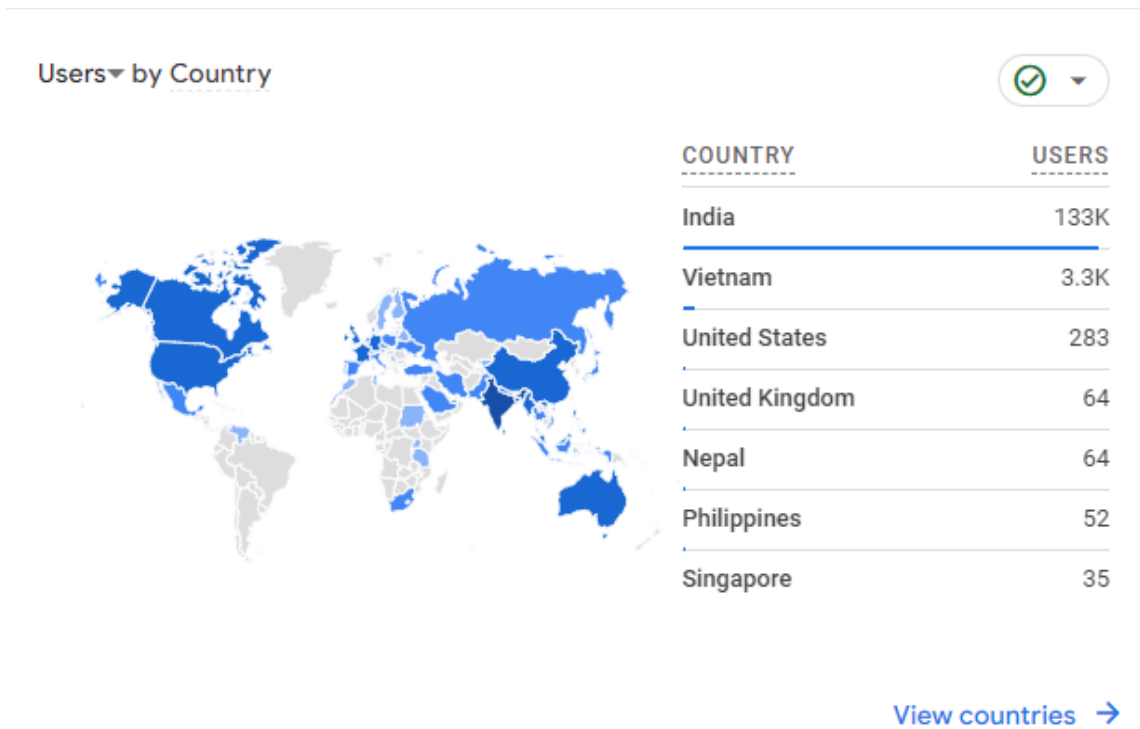 Users by Country
COUNTRY USERS
India 133K
Vietnam 3.3K
United States 283
United Kingdom 64
Nepal 64
Philippines 52
Singapore 35
View countries